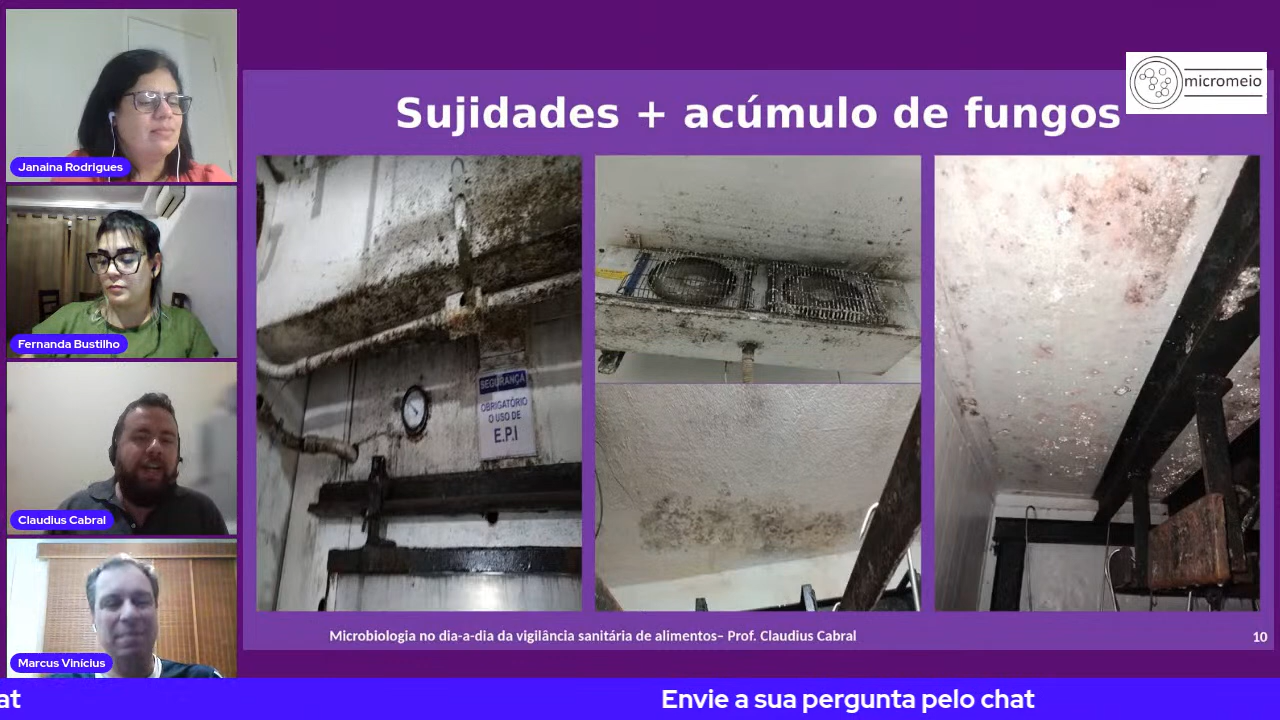 Janaina Rodrigues
Fernanda Bustilho
Claudius Cabral
Marcus Vinícius
micromeio
Sujidades + acúmulo de fungos
SEGURANÇA
OBRIGATÓRIO
O USO DE
E.P.I
Microbiologia no dia-a-dia da vigilância sanitária de alimentos– Prof. Claudius Cabral
10
at
Envie a sua pergunta pelo chat